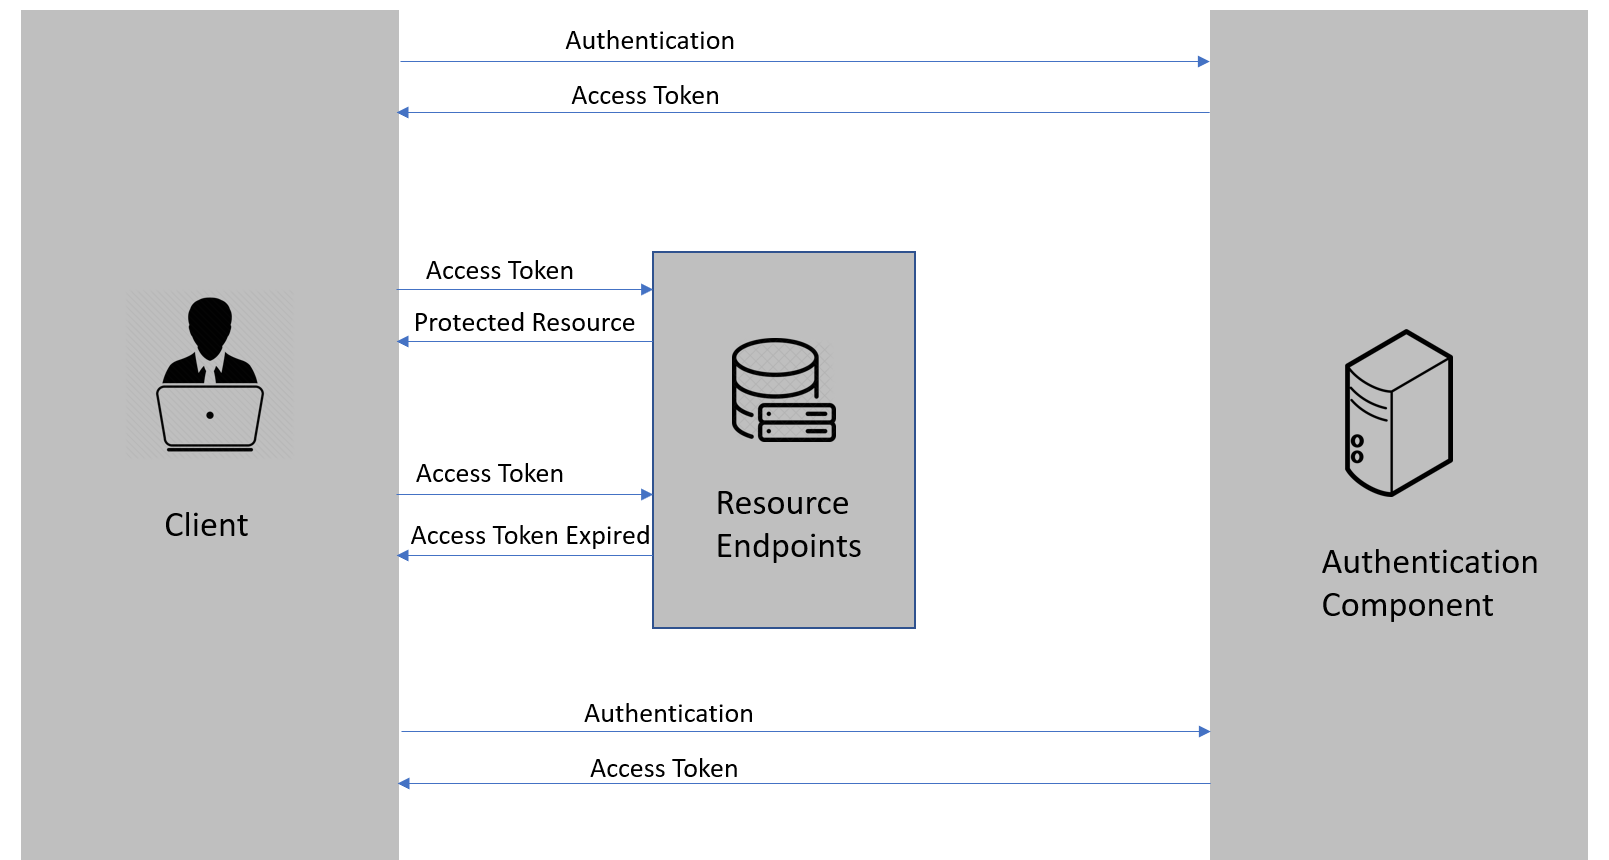 Authentication
Access Token
Access Token
Protected Resource
Access Token
Access Token Expired
Client
Resource
Endpoints
Authentication
Component
Authentication
Access Token